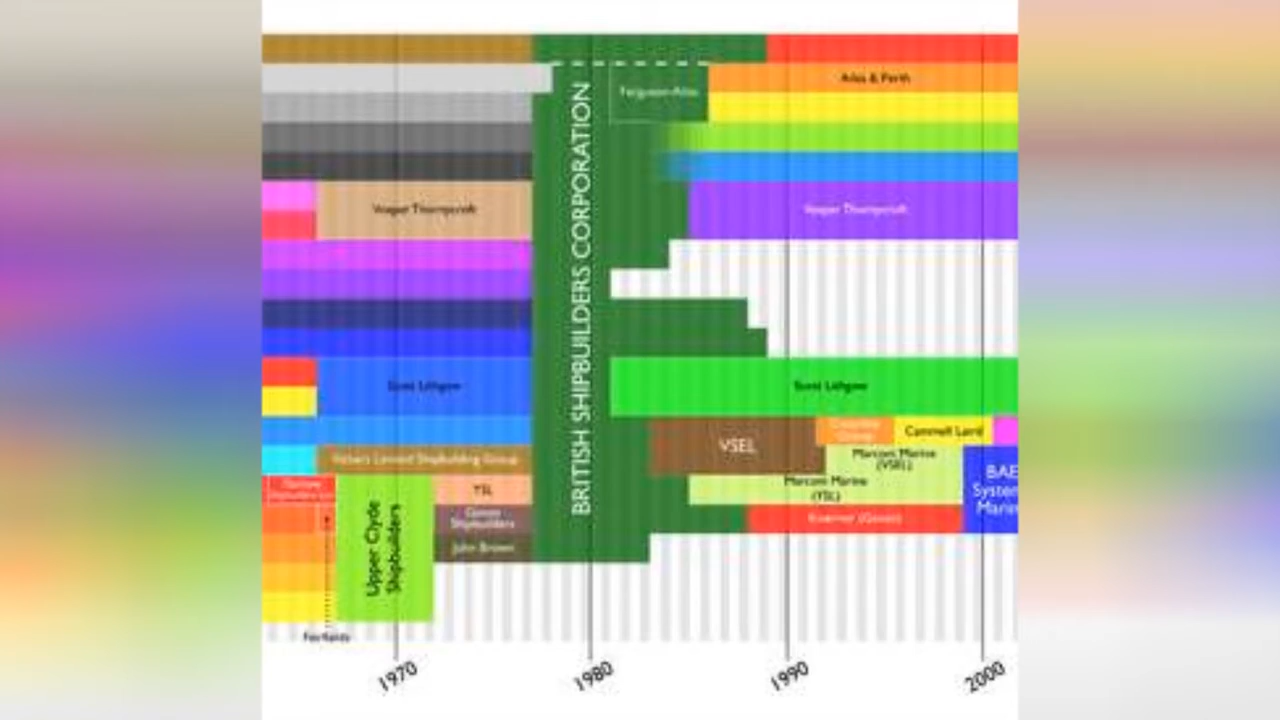 Ailsa & Perth
Ferguson-Ailsa
BRITISH SHIPBUILDERS CORPORATION
Vosper Thornycroft
Vosper Thornycroft
Scott Lithgow
Scott Lithgow
Cammell Laird
VSEL
Vickers Limited Shipbuilding Group
Marconi Marine
(VSEL)
BAE
System
Marin
Marconi Marine
(YSL)
YSL
Upper Clyde
Shipbuilders
Govan
Shipbuilders
Kvaerner (Govan)
John Brown
Fairfields
1970
1980
1990
2000